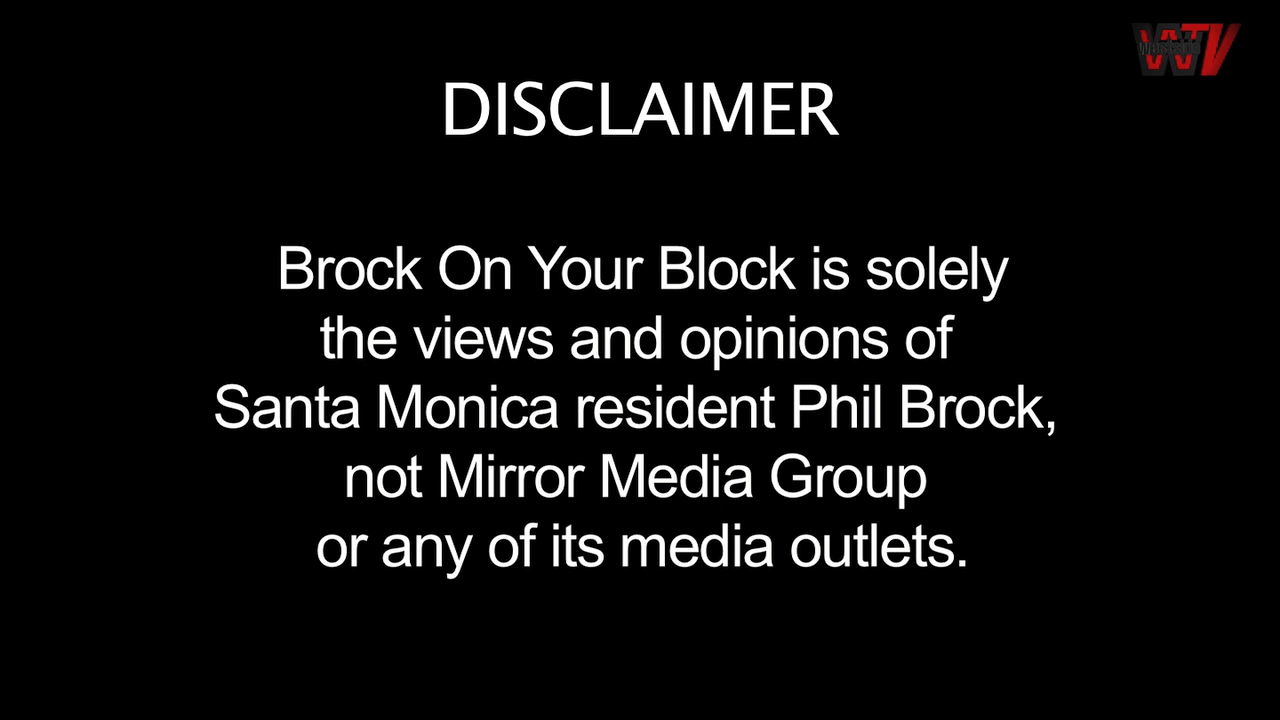 DISCLAIMER
Brock On Your Block is solely
the views and opinions of
Santa Monica resident Phil Brock,
not Mirror Media Group
or any of its media outlets.
WTV